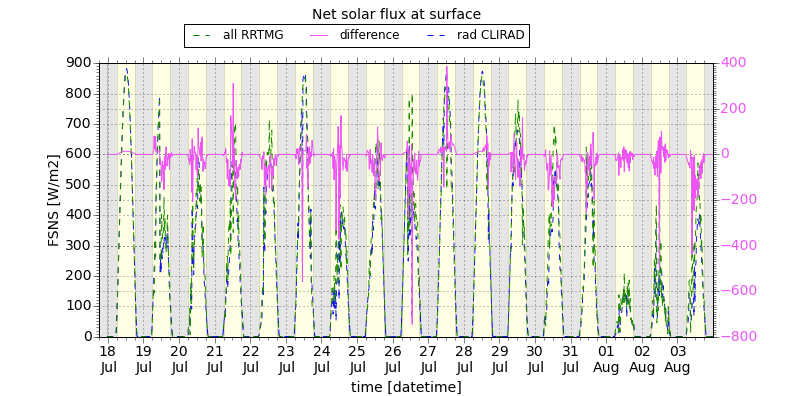 Net solar flux at surface
all RRTMG difference rad CLIRAD
900 400
800 200
700 0
600 −200
500 −400
400 −600
300 −800
200
100
0
FSNS [W/m2]
18 19 20 21 22 23 24 25 26 27 28 29 30 31 01 02 03
Jul Jul Jul Jul Jul Jul Jul Jul Jul Jul Jul Jul Jul Jul Aug Aug Aug
time [datetime]